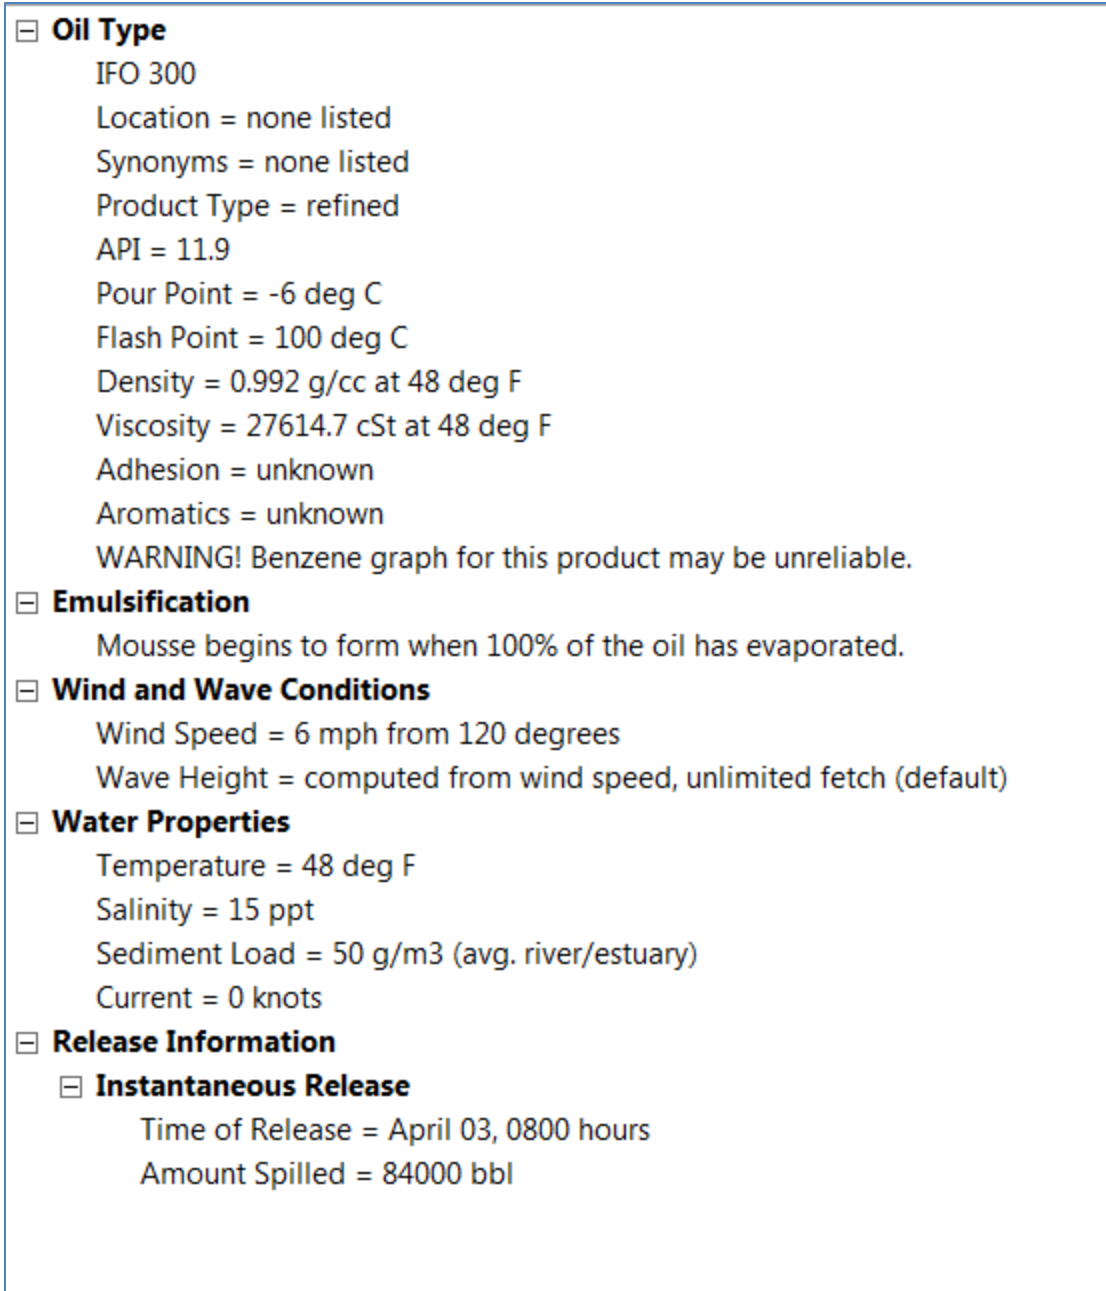 Oil Type
IFO 300
Location = none listed
Synonyms = none listed
Product Type = refined
API = 11.9
Pour Point = -6 deg C
Flash Point = 100 deg C
Density = 0.992 g/cc at 48 deg F
Viscosity = 27614.7 cSt at 48 deg F
Adhesion = unknown
Aromatics = unknown
WARNING! Benzene graph for this product may be unreliable.
Emulsification
Mousse begins to form when 100% of the oil has evaporated.
Wind and Wave Conditions
Wind Speed = 6 mph from 120 degrees
Wave Height = computed from wind speed, unlimited fetch (default)
Water Properties
Temperature = 48 deg F
Salinity = 15 ppt
Sediment Load = 50 g/m3 (avg. river/estuary)
Current = 0 knots
Release Information
Instantaneous Release
Time of Release = April 03, 0800 hours
Amount Spilled = 84000 bbl